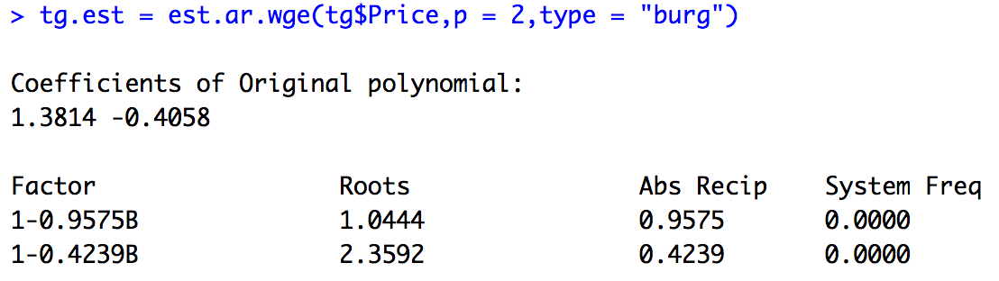 > tg.est = est.ar.wge(tg$Price,p = 2,type = "burg")
Coefficients of Original polynomial:
1.3814 -0.4058
Factor Roots Abs Recip System Freq
1-0.9575B 1.0444 0.9575 0.0000
1-0.4239B 2.3592 0.4239 0.0000